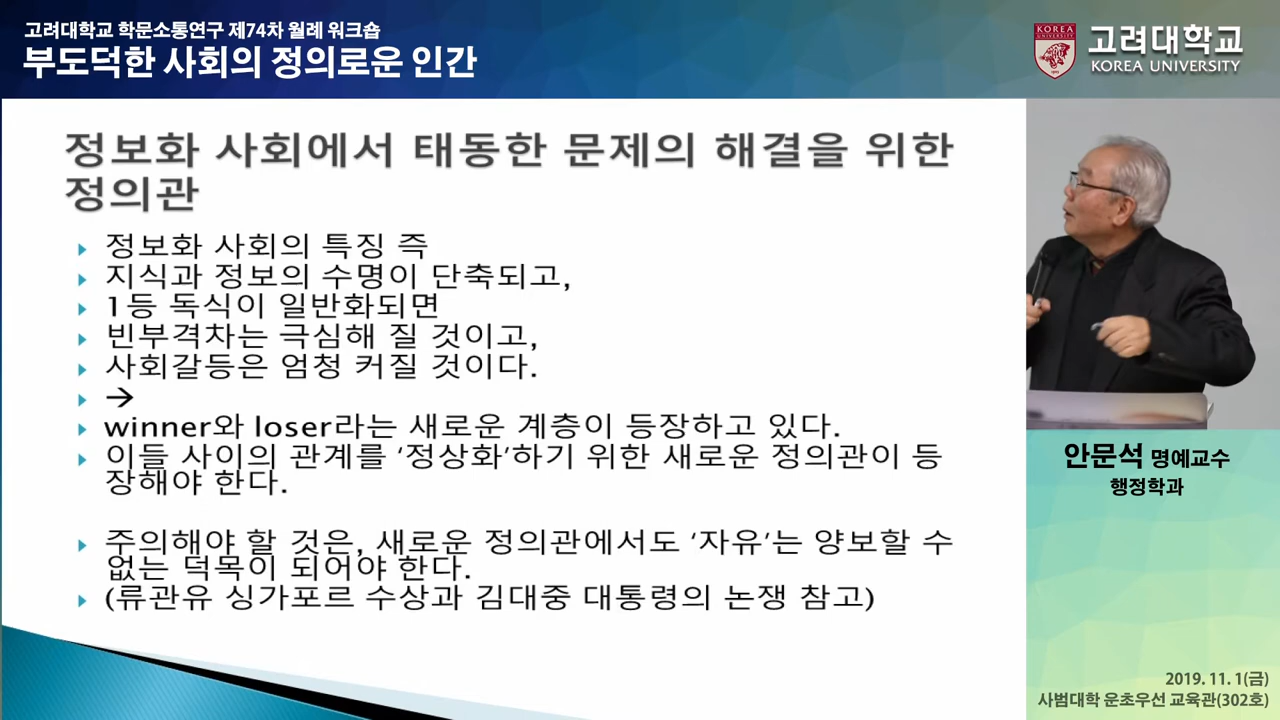 고려대학교 학문소통연구 제74차 월례 워크숍
부도덕한 사회의 정의로운 인간
KOREA
UNIVERSITY
1905
고려대학교
KOREA UNIVERSITY
정보화 사회에서 태동한 문제의 해결을 위한
정의관
정보화 사회의 특징 즉
지식과 정보의 수명이 단축되고,
1등 독식이 일반화되면
빈부격차는 극심해 질 것이고,
사회갈등은 엄청 커질 것이다.
→
winner와 loser라는 새로운 계층이 등장하고 있다.
이들 사이의 관계를 ‘정상화’하기 위한 새로운 정의관이 등
장해야 한다.
주의해야 할 것은, 새로운 정의관에서도 ‘자유’는 양보할 수
없는 덕목이 되어야 한다.
(류관유 싱가포르 수상과 김대중 대통령의 논쟁 참고)
안문석 명예교수
행정학과
2019. 11. 1(금)
사범대학 운초우선 교육관(302호)